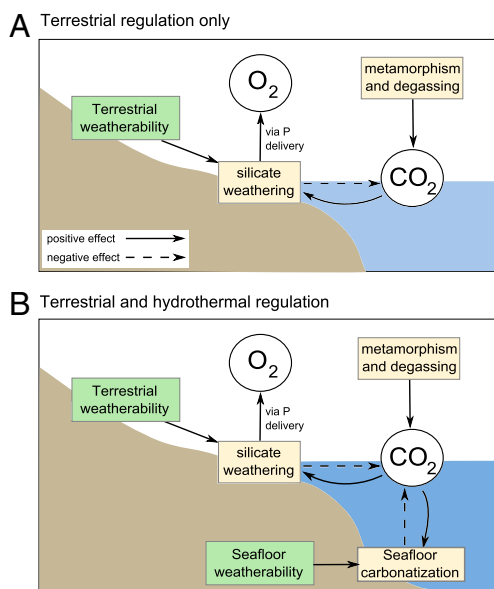 A Terrestrial regulation only
O2
metamorphism
and degassing
Terrestrial
weatherability
via P
delivery
silicate
weathering
CO2
positive effect
negative effect
B Terrestrial and hydrothermal regulation
O2
metamorphism
and degassing
Terrestrial
weatherability
via P
delivery
silicate
weathering
CO2
Seafloor
weatherability
Seafloor
carbonatization